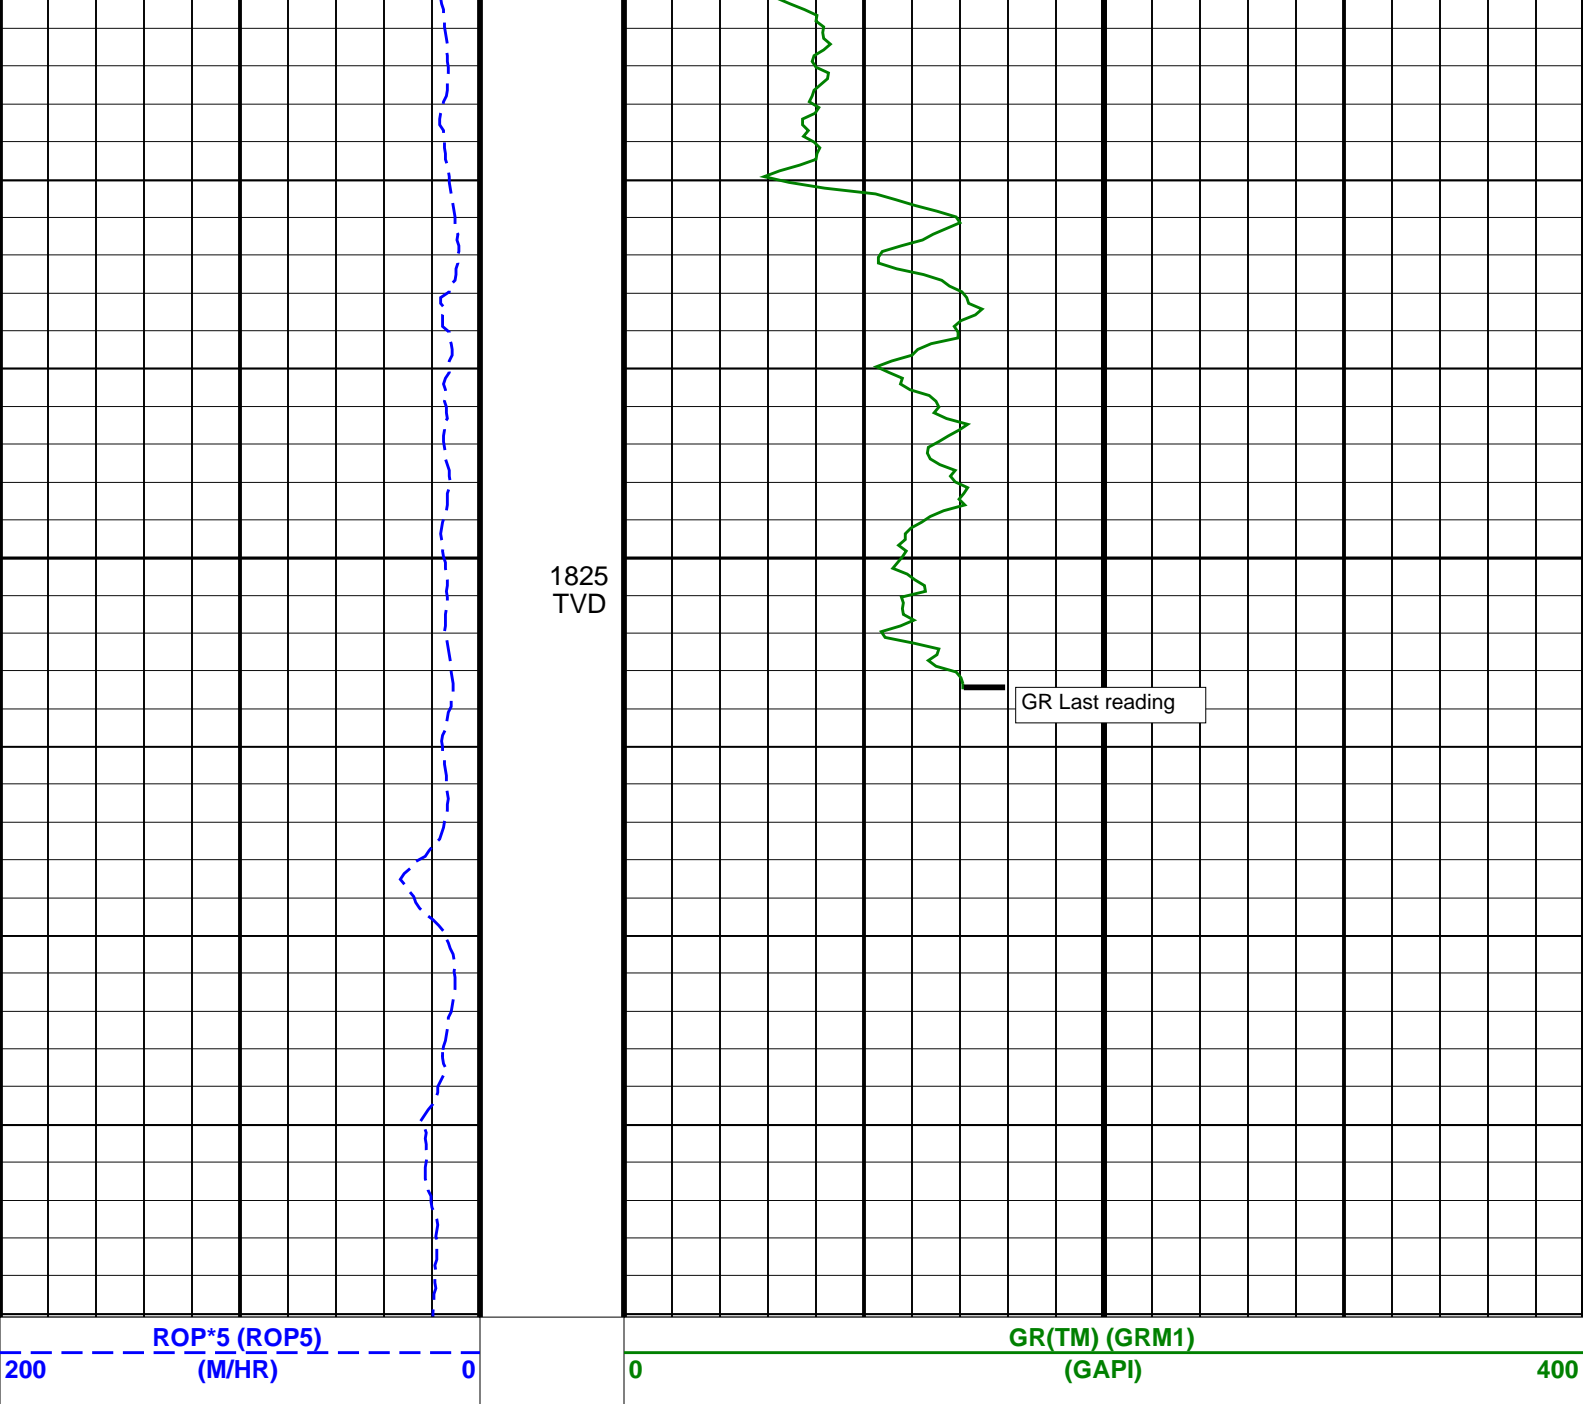 1825
TVD
GR Last reading
ROP*5 (ROP5)
200 (M/HR) 0
GR(TM) (GRM1)
0 (GAPI) 400